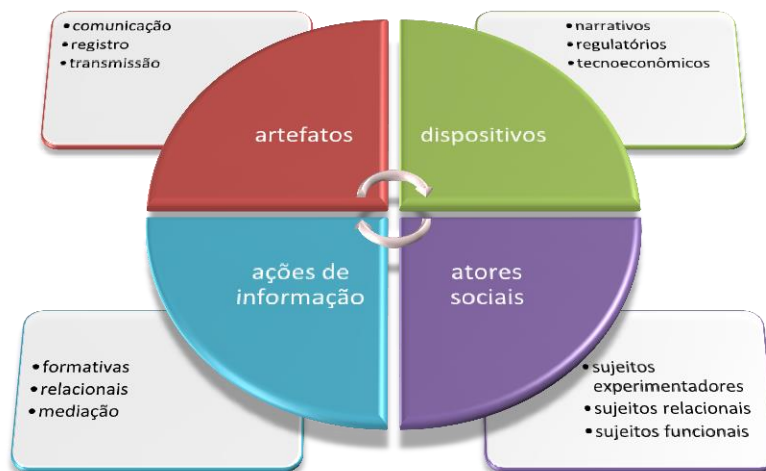 • comunicação
• registro
• transmissão
• narrativos
• regulatórios
• tecnoeconômicos
artefatos
dispositivos
ações de
informação
atores
sociais
• formativas
• relacionais
• mediação
• sujeitos
experimentadores
• sujeitos relacionais
• sujeitos funcionais